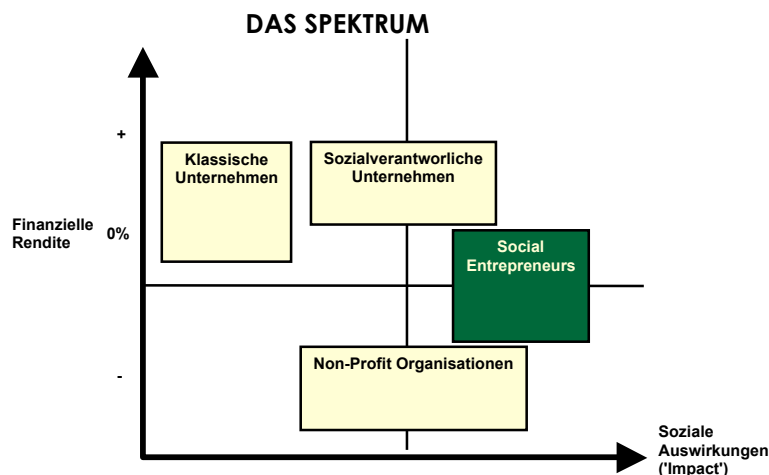 DAS SPEKTRUM
+
Klassische
Unternehmen
Sozialverantworliche
Unternehmen
Finanzielle
Rendite
0%
Social
Entrepreneurs
Non-Profit Organisationen
-
Soziale
Auswirkungen
('Impact')